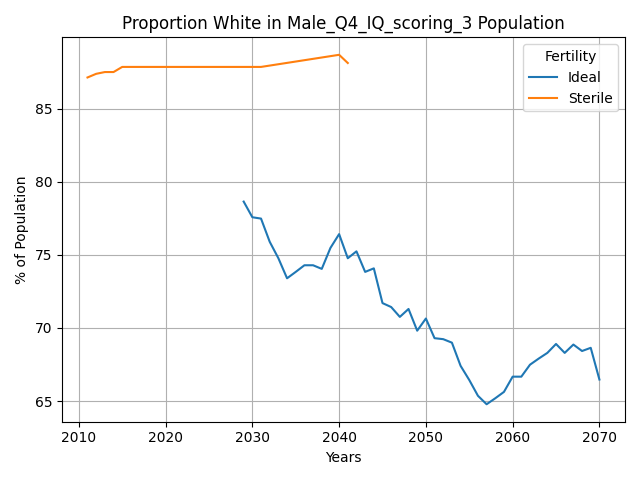 Proportion White in Male_Q4_IQ_scoring_3 Population
Fertility
Ideal
Sterile
% of Population
85
80
75
70
65
2010 2020 2030 2040 2050 2060 2070
Years